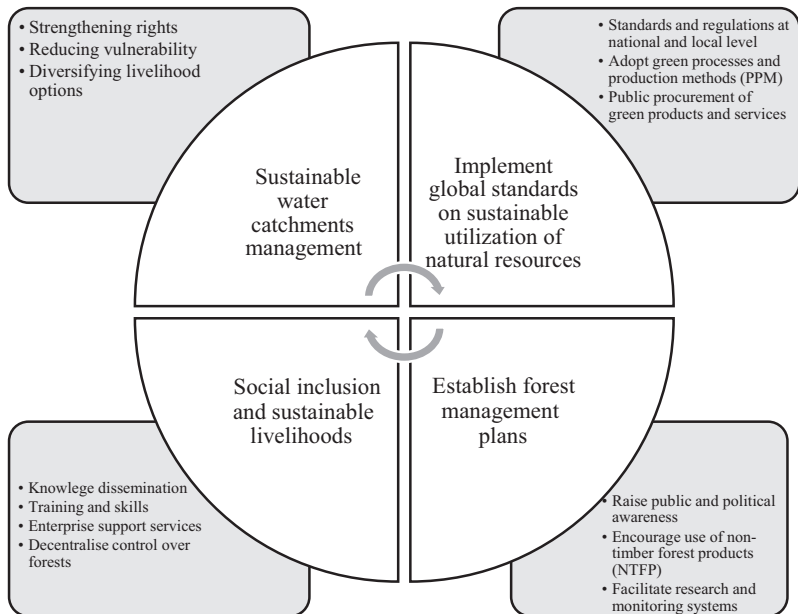 • Strengthening rights
• Reducing vulnerability
• Diversifying livelihood
options
• Standards and regulations at
national and local level
• Adopt green processes and
production methods (PPM)
• Public procurement of
green products and services
Sustainable
water
catchments
management
Implement
global standards
on sustainable
utilization of
natural resources
Social inclusion
and sustainable
livelihoods
Establish forest
management
plans
• Knowlege dissemination
• Training and skills
• Enterprise support services
• Decentralise control over
forests
• Raise public and political
awareness
• Encourage use of non-
timber forest products
(NTFP)
• Facilitate research and
monitoring systems